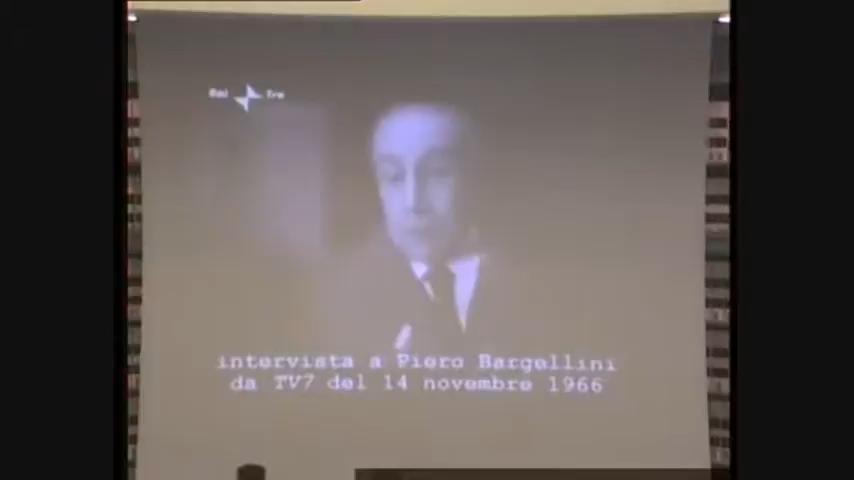 Rai Tre
intervista a Piero Bargellini
da TV7 del 14 novembre 1966